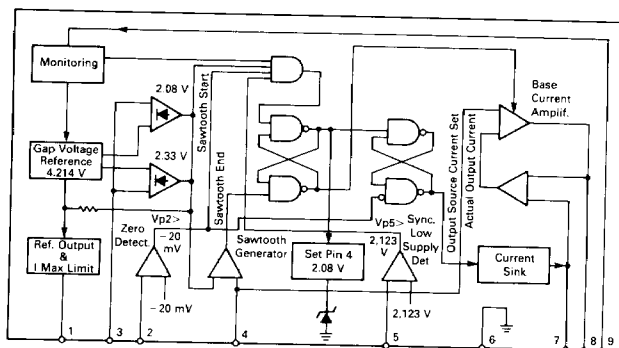 Monitoring
2.08 V
Sawtooth Start
Base
Current
Amplif.
Gap Voltage
Reference
4.214 V
2.33 V
Sawtooth End
Output Source Current Set
Actual Output Current
Ref. Output
&
I Max Limit
Zero
Detect.
Vp2>
-20
mV
Sawtooth
Generator
Set Pin 4
2.08 V
Vp5>
2,123
V
Sync.
Low
Supply
Det
Current
Sink
-20 mV
2,123 V
1
3
2
4
5
6
7
8
9